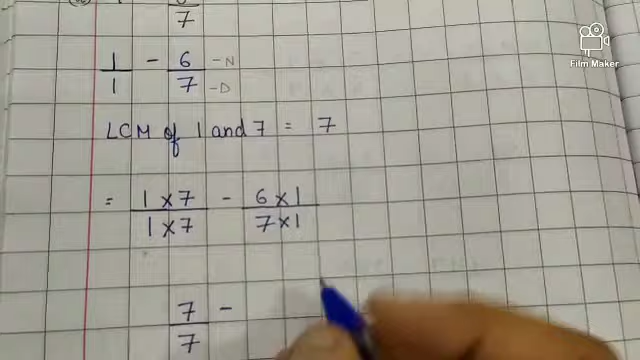 7
1/1 - 6/7 -N -D
LCM of 1 and 7 = 7
= 1 x 7 / 1 x 7 - 6 x 1 / 7 x 1
7/7 -
Film Maker